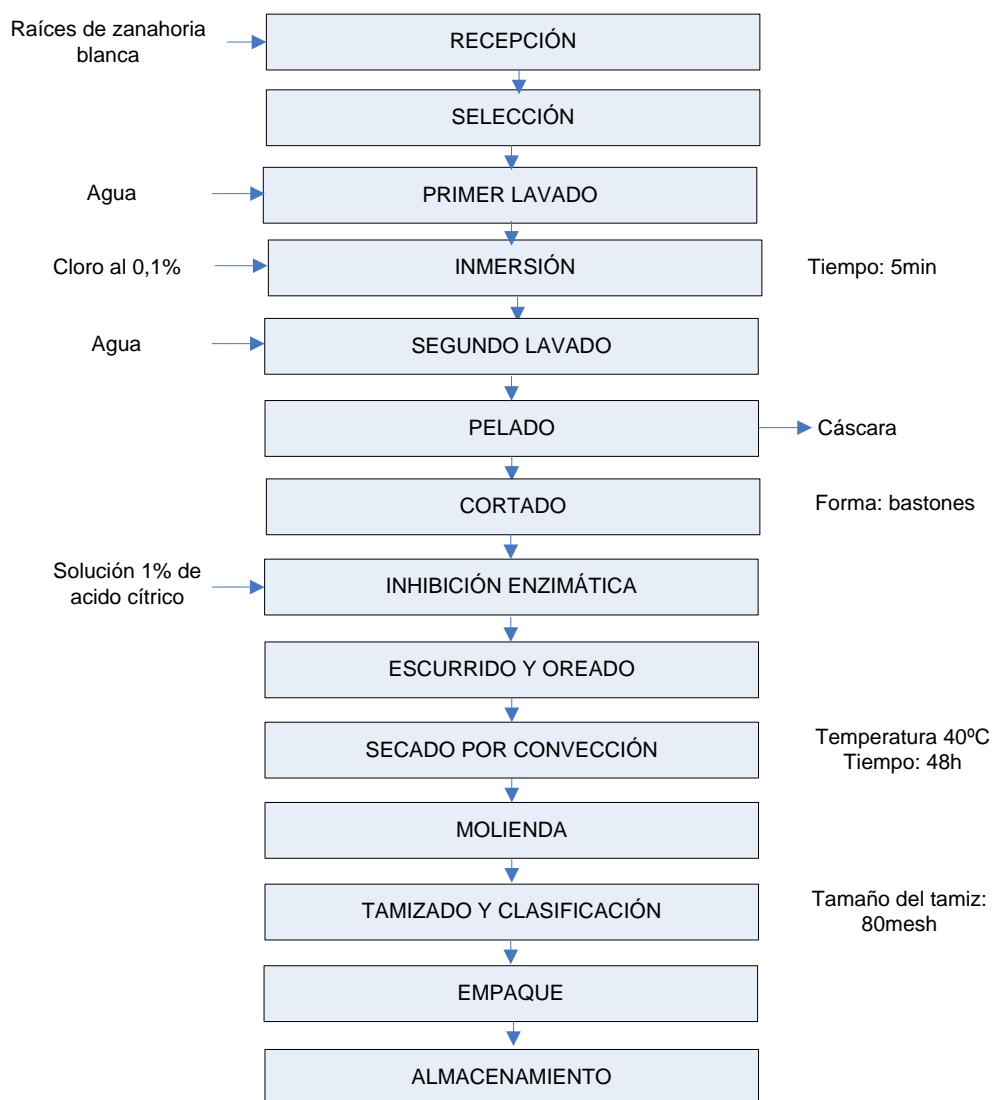 Raíces de zanahoria
blanca
RECEPCIÓN
SELECCIÓN
Agua
PRIMER LAVADO
Cloro al 0,1%
INMERSIÓN
Tiempo: 5min
Agua
SEGUNDO LAVADO
PELADO
Cáscara
CORTADO
Forma: bastones
Solución 1% de
acido cítrico
INHIBICIÓN ENZIMÁTICA
ESCURRIDO Y OREADO
SECADO POR CONVECCIÓN
Temperatura 40ºC
Tiempo: 48h
MOLIENDA
TAMIZADO Y CLASIFICACIÓN
Tamaño del tamiz:
80mesh
EMPAQUE
ALMACENAMIENTO